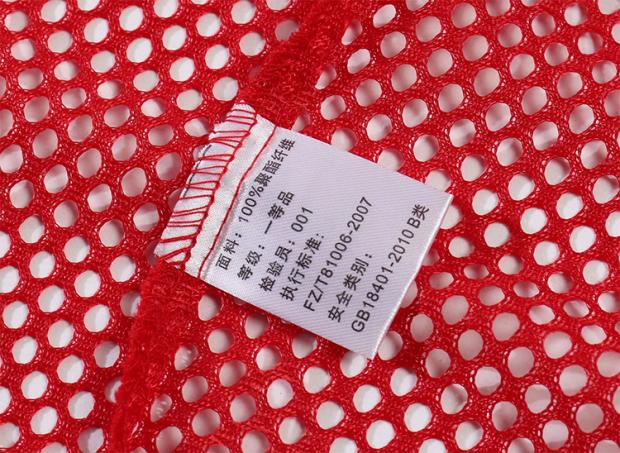 面料：100%聚酯纤维
等级：一等品
检验员：001
执行标准：
FZ/T81006-2007
安全类别：
GB18401-2010 B类